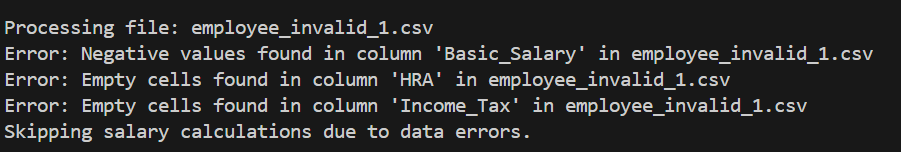 Processing file: employee_invalid_1.csv
Error: Negative values found in column 'Basic_Salary' in employee_invalid_1.csv
Error: Empty cells found in column 'HRA' in employee_invalid_1.csv
Error: Empty cells found in column 'Income_Tax' in employee_invalid_1.csv
Skipping salary calculations due to data errors.